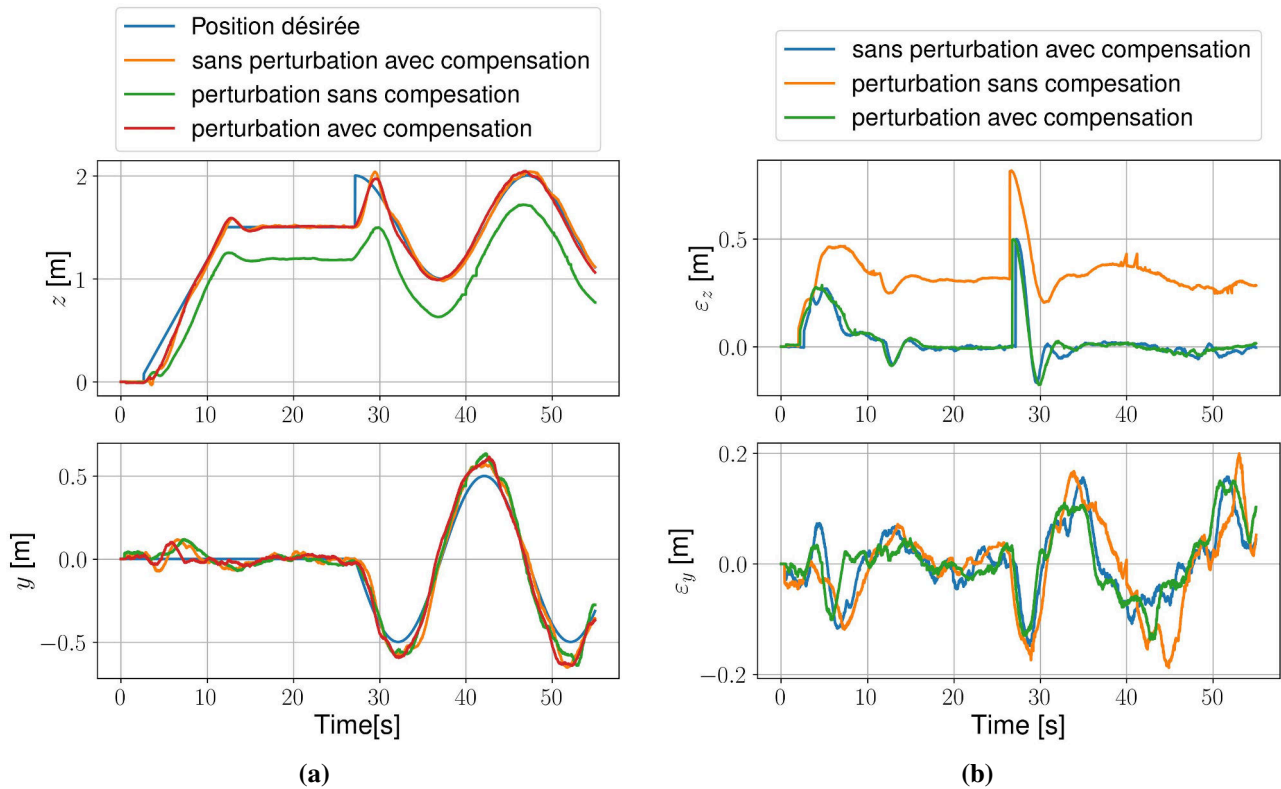 Position désirée
sans perturbation avec compensation
perturbation sans compesation
perturbation avec compensation
2
1
0
z [m]
0 10 20 30 40 50
0.5
0.0
−0.5
y [m]
0 10 20 30 40 50
Time[s]
(a)
sans perturbation avec compensation
perturbation sans compesation
perturbation avec compensation
0.5
0.0
ε_z [m]
0 10 20 30 40 50
0.2
0.0
−0.2
ε_y [m]
0 10 20 30 40 50
Time [s]
(b)